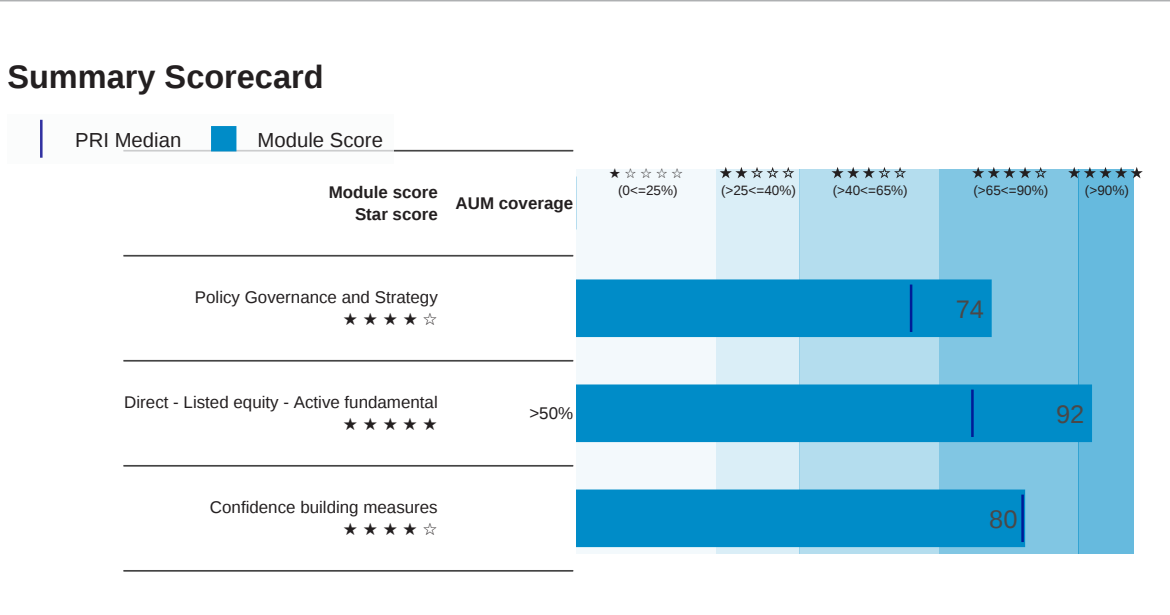 Summary Scorecard
PRI Median Module Score
Module score
Star score
AUM coverage
★☆☆☆☆ ★★☆☆☆ ★★★☆☆ ★★★★☆ ★★★★★
(0<=25%) (>25<=40%) (>40<=65%) (>65<=90%) (>90%)
Policy Governance and Strategy
★★★★☆
74
Direct - Listed equity - Active fundamental
★★★★★
>50%
92
Confidence building measures
★★★★☆
80